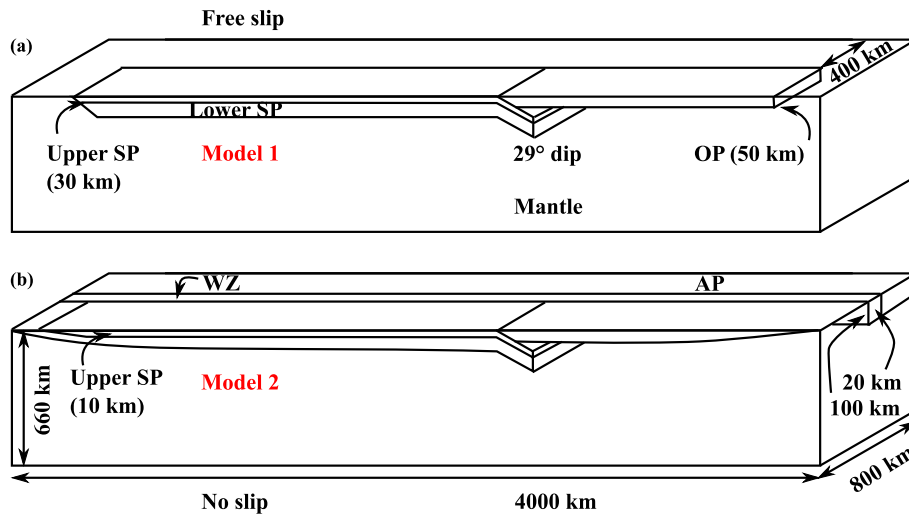 Free slip
(a)
400 km
Lower SP
Upper SP
(30 km)
Model 1
29° dip
OP (50 km)
Mantle
(b)
WZ
AP
Upper SP
(10 km)
Model 2
660 km
20 km
100 km
800 km
No slip
4000 km